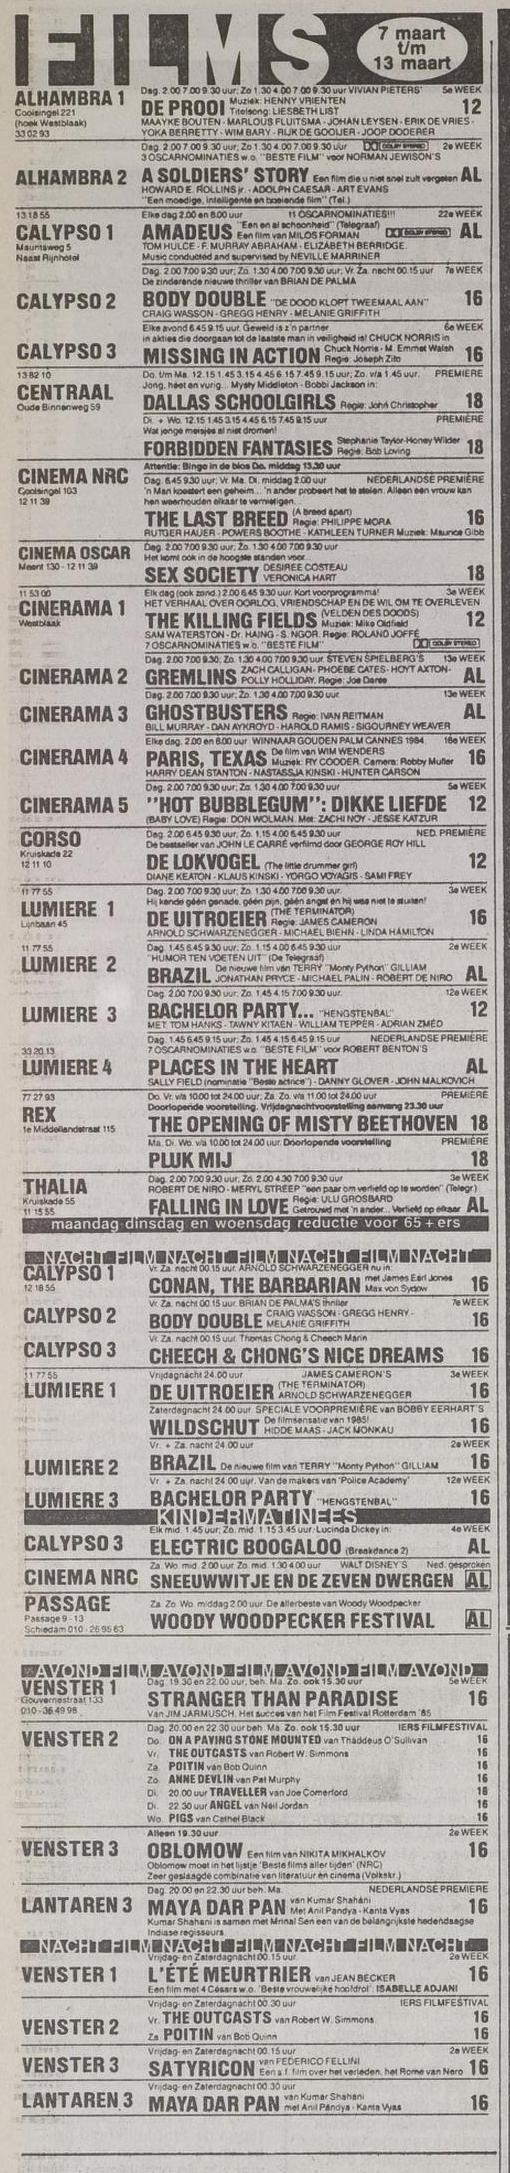 FILMS
7 maart
t/m
13 maart
ALHAMBRA 1
Coolsingel 221
(hoek Westblaak)
33 02 93
Dag. 2.00 7.00 9.30 uur; Zo. 1.30 4.00 7.00 9.30 uur VIVIAN PIETERS' 5e WEEK
DE PROOI Muziek: HENNY VRIENTEN Titelsong: LIESBETH LIST 12
MAAYKE BOUTEN - MARLOUS FLUITSMA - JOHAN LEYSEN - ERIK DE VRIES -
YOKA BERRETTY - WIM BARY - RIJK DE GOOIJER - JOOP DODERER
Dag. 2.00 7.00 9.30 uur; Zo. 1.30 4.00 7.00 9.30 uur DOLBY STEREO 2e WEEK
3 OSCARNOMINATIES w.o. "BESTE FILM" voor NORMAN JEWISON'S
ALHAMBRA 2 A SOLDIERS' STORY Een film die u niet snel zult vergeten AL
HOWARD E. ROLLINS jr. - ADOLPH CAESAR - ART EVANS
"Een moedige, intelligente en boeiende film" (Tel.)
13 18 55
CALYPSO 1
Mauritsweg 5
Naast Rijnhotel
Elke dag 2.00 en 8.00 uur 11 OSCARNOMINATIES!!! 22e WEEK
AMADEUS "Een en al schoonheid" (Telegraaf) Een film van MILOS FORMAN DOLBY STEREO AL
TOM HULCE - F. MURRAY ABRAHAM - ELIZABETH BERRIDGE
Music conducted and supervised by NEVILLE MARRINER
Dag. 2.00 7.00 9.30 uur; Zo. 1.30 4.00 7.00 9.30 uur; Vr. Za. nacht 00.15 uur 7e WEEK
De zinderende nieuwe thriller van BRIAN DE PALMA
CALYPSO 2 BODY DOUBLE "DE DOOD KLOPT TWEEMAAL AAN" 16
CRAIG WASSON - GREGG HENRY - MELANIE GRIFFITH
Elke avond 6.45 9.15 uur. Geweld is z'n partner 6e WEEK
in akties die doorgaan tot de laatste man in veiligheid is! CHUCK NORRIS in
CALYPSO 3 MISSING IN ACTION Chuck Norris - M. Emmet Walsh Regie: Joseph Zito 16
13 82 10
CENTRAAL
Oude Binnenweg 59
Do. t/m Ma. 12.15 1.45 3.15 4.45 6.15 7.45 9.15 uur; Zo. v/a 1.45 uur. PREMIERE
Jong, heet en vurig... Mysty Middleton - Bobbi Jackson in:
DALLAS SCHOOLGIRLS Regie: John Christopher 18
Di. + Wo. 12.15 1.45 3.15 4.45 6.15 7.45 9.15 uur PREMIÈRE
Wat jonge meisjes al niet dromen!
FORBIDDEN FANTASIES Stephanie Taylor - Honey Wilder Regie: Bob Loving 18
CINEMA NRC
Coolsingel 103
12 11 39
Attentie: Bingo in de bios Do. middag 13.30 uur
Dag. 6.45 9.30 uur; Vr. Ma. Di. middag 2.00 uur NEDERLANDSE PREMIÈRE
'n Man koestert een geheim... 'n ander probeert het te stelen. Alleen een vrouw kan
hen weerhouden elkaar te vernietigen...
THE LAST BREED (A breed apart) Regie: PHILIPPE MORA 16
RUTGER HAUER - POWERS BOOTHE - KATHLEEN TURNER Muziek: Maurice Gibb
CINEMA OSCAR
Meent 130 - 12 11 39
Dag. 2.00 7.00 9.30 uur; Zo. 1.30 4.00 7.00 9.30 uur
Het komt ook in de hoogste standen voor...
SEX SOCIETY DESIREE COSTEAU VERONICA HART 18
11 53 00
CINERAMA 1
Westblaak
Elk dag (ook zond.) 2.00 6.45 9.30 uur. Kort voorprogramma! 3e WEEK
HET VERHAAL OVER OORLOG, VRIENDSCHAP EN DE WIL OM TE OVERLEVEN
THE KILLING FIELDS (VELDEN DES DOODS) Muziek: Mike Oldfield 12
SAM WATERSTON - Dr. HAING - S. NGOR. Regie: ROLAND JOFFÉ
7 OSCARNOMINATIES w.o. "BESTE FILM" DOLBY STEREO
Dag. 2.00 7.00 9.30; Zo. 1.30 4.00 7.00 9.30 uur. STEVEN SPIELBERG'S 13e WEEK
CINERAMA 2 GREMLINS ZACH CALLIGAN - PHOEBE CATES - HOYT AXTON - POLLY HOLLIDAY. Regie: Joe Dante AL
Dag. 2.00 7.00 9.30 uur; Zo. 1.30 4.00 7.00 9.30 uur 13e WEEK
CINERAMA 3 GHOSTBUSTERS Regie: IVAN REITMAN AL
BILL MURRAY - DAN AYKROYD - HAROLD RAMIS - SIGOURNEY WEAVER
Elke dag. 2.00 en 8.00 uur WINNAAR GOUDEN PALM CANNES 1984 18e WEEK
CINERAMA 4 PARIS, TEXAS De film van WIM WENDERS Muziek: RY COODER. Camera: Robby Muller 16
HARRY DEAN STANTON - NASTASSJA KINSKI - HUNTER CARSON
Dag. 2.00 7.00 9.30 uur; Zo. 1.30 4.00 7.00 9.30 uur 5e WEEK
CINERAMA 5 "HOT BUBBLEGUM": DIKKE LIEFDE 12
(BABY LOVE) Regie: DON WOLMAN. Met: ZACHI NOY - JESSE KATZUR
CORSO
Kruiskade 22
12 11 10
Dag. 2.00 6.45 9.30 uur. Zo. 1.15 4.00 6.45 9.30 uur NED. PREMIÈRE
De bestseller van JOHN LE CARRÉ verfilmd door GEORGE ROY HILL
DE LOKVOGEL (The little drummer girl) 12
DIANE KEATON - KLAUS KINSKI - YORGO VOYAGIS - SAMI FREY
11 77 55
LUMIERE 1
Lijnbaan 45
Dag. 2.00 7.00 9.30 uur; Zo. 1.30 4.00 7.00 9.30 uur 3e WEEK
Hij kende géén genade, géén pijn, géén angst en hij was niet te stuiten!
DE UITROEIER (THE TERMINATOR) Regie: JAMES CAMERON 16
ARNOLD SCHWARZENEGGER - MICHAEL BIEHN - LINDA HAMILTON
11 77 55
LUMIERE 2
Dag. 1.45 6.45 9.30 uur; Zo. 1.15 4.00 6.45 9.30 uur 2e WEEK
"HUMOR TEN VOETEN UIT" (De Telegraaf)
BRAZIL De nieuwe film van TERRY "Monty Python" GILLIAM JONATHAN PRYCE - MICHAEL PALIN - ROBERT DE NIRO AL
Dag. 2.00 7.00 9.30 uur; Zo. 1.45 4.15 7.00 9.30 uur. 12e WEEK
LUMIERE 3 BACHELOR PARTY... "HENGSTENBAL" 12
MET TOM HANKS - TAWNY KITAEN - WILLIAM TEPPER - ADRIAN ZMED
33 20 13
LUMIERE 4
Dag. 1.45 6.45 9.15 uur; Zo. 1.45 4.15 6.45 9.15 uur NEDERLANDSE PREMIÈRE
7 OSCARNOMINATIES w.o. "BESTE FILM" voor ROBERT BENTON'S
PLACES IN THE HEART AL
SALLY FIELD (nominatie "Beste actrice") - DANNY GLOVER - JOHN MALKOVICH
77 27 93
REX
1e Middellandstraat 115
Do. Vr. v/a 10.00 tot 24.00 uur; Za. Zo. v/a 11.00 tot 24.00 uur PREMIÈRE
Doorlopende voorstelling. Vrijdagnachtvoorstelling aanvang 23.30 uur
THE OPENING OF MISTY BEETHOVEN 18
Ma. Di. Wo. v/a 10.00 tot 24.00 uur. Doorlopende voorstelling PREMIÈRE
PLUK MIJ 18
THALIA
Kruiskade 55
11 15 55
Dag. 2.00 7.00 9.30 uur; Zo. 2.00 4.30 7.00 9.30 uur 3e WEEK
ROBERT DE NIRO - MERYL STREEP "een paar om verliefd op te worden" (Telegr.)
FALLING IN LOVE Regie: ULU GROSBARD Getrouwd met 'n ander... Verliefd op elkaar AL
maandag dinsdag en woensdag reductie voor 65+ers
NACHT FILM NACHT FILM NACHT FILM NACHT
CALYPSO 1
12 18 55
Vr. Za. nacht 00.15 uur. ARNOLD SCHWARZENEGGER nu in:
CONAN, THE BARBARIAN met James Earl Jones Max von Sydow 16
Vr. Za. nacht 00.15 uur. BRIAN DE PALMA'S thriller 7e WEEK
CALYPSO 2 BODY DOUBLE CRAIG WASSON - GREGG HENRY - MELANIE GRIFFITH 16
Vr. Za. nacht 00.15 uur. Thomas Chong & Cheech Marin
CALYPSO 3 CHEECH & CHONG'S NICE DREAMS 16
11 77 55
LUMIERE 1
Vrijdagnacht 24.00 uur JAMES CAMERON'S 3e WEEK
DE UITROEIER (THE TERMINATOR) ARNOLD SCHWARZENEGGER 16
Zaterdagnacht 24.00 uur. SPECIALE VOORPREMIÈRE van BOBBY EERHART'S
WILDSCHUT De filmsensatie van 1985! HIDDE MAAS - JACK MONKAU 16
Vr. + Za. nacht 24.00 uur 2e WEEK
LUMIERE 2 BRAZIL De nieuwe film van TERRY "Monty Python" GILLIAM 16
Vr. + Za. nacht 24.00 uur. Van de makers van 'Police Academy' 12e WEEK
LUMIERE 3 BACHELOR PARTY "HENGSTENBAL" 16
KINDERMATINEES
Elk mid. 1.45 uur; Zo. mid. 1.15 3.45 uur. Lucinda Dickey in: 4e WEEK
CALYPSO 3 ELECTRIC BOOGALOO (Breakdance 2) AL
Za. Wo. mid. 2.00 uur. Zo. mid. 1.30 4.00 uur WALT DISNEY'S Ned. gesproken
CINEMA NRC SNEEUWWITJE EN DE ZEVEN DWERGEN AL
PASSAGE
Passage 9 - 13
Schiedam 010 - 26 95 63
Za. Zo. Wo. middag 2.00 uur. De allerbeste van Woody Woodpecker
WOODY WOODPECKER FESTIVAL AL
AVOND FILM AVOND FILM AVOND FILM AVOND
VENSTER 1
Gouvernestraat 133
010 - 36 49 98
Dag. 19.30 en 22.00 uur, beh. Ma. Zo. ook 15.30 uur 5e WEEK
STRANGER THAN PARADISE 16
Van JIM JARMUSCH. Het succes van het Film Festival Rotterdam '85
VENSTER 2
Dag. 20.00 en 22.30 uur beh. Ma. Zo. ook 15.30 uur IERS FILMFESTIVAL
Do. ON A PAVING STONE MOUNTED van Thaddeus O'Sullivan 16
Vr. THE OUTCASTS van Robert W. Simmons 16
Za. POITIN van Bob Quinn 16
Zo. ANNE DEVLIN van Pat Murphy 16
Di. 20.00 uur TRAVELLER van Joe Comerford 16
Di. 22.30 uur ANGEL van Neil Jordan 16
Wo. PIGS van Cathel Black 16
Alleen 19.30 uur 2e WEEK
VENSTER 3 OBLOMOW Een film van NIKITA MIKHALKOV 16
Oblomow moet in het lijstje 'Beste films aller tijden' (NRC)
Zeer geslaagde combinatie van literatuur en cinema (Volkskr.)
Dag. 20.00 en 22.30 uur beh. Ma. NEDERLANDSE PREMIERE
LANTAREN 3 MAYA DAR PAN van Kumar Shahani Met Anil Pandya - Kanta Vyas 16
Kumar Shahani is samen met Mrinal Sen een van de belangrijkste hedendaagse
Indiase regisseurs.
NACHT FILM NACHT FILM NACHT FILM NACHT
Vrijdag- en Zaterdagnacht 00.15 uur. 2e WEEK
VENSTER 1 L'ÉTÉ MEURTRIER van JEAN BECKER 16
Een film met 4 Césars w.o. 'Beste vrouwelijke hoofdrol': ISABELLE ADJANI
Vrijdag- en Zaterdagnacht 00.30 uur IERS FILMFESTIVAL
VENSTER 2 Vr. THE OUTCASTS van Robert W. Simmons 16
Za. POITIN van Bob Quinn 16
Vrijdag- en Zaterdagnacht 00.15 uur 2e WEEK
VENSTER 3 SATYRICON van FEDERICO FELLINI Een s.f. film over het verleden, het Rome van Nero 16
Vrijdag- en Zaterdagnacht 00.30 uur
LANTAREN 3 MAYA DAR PAN van Kumar Shahani met Anil Pandya - Kanta Vyas 16